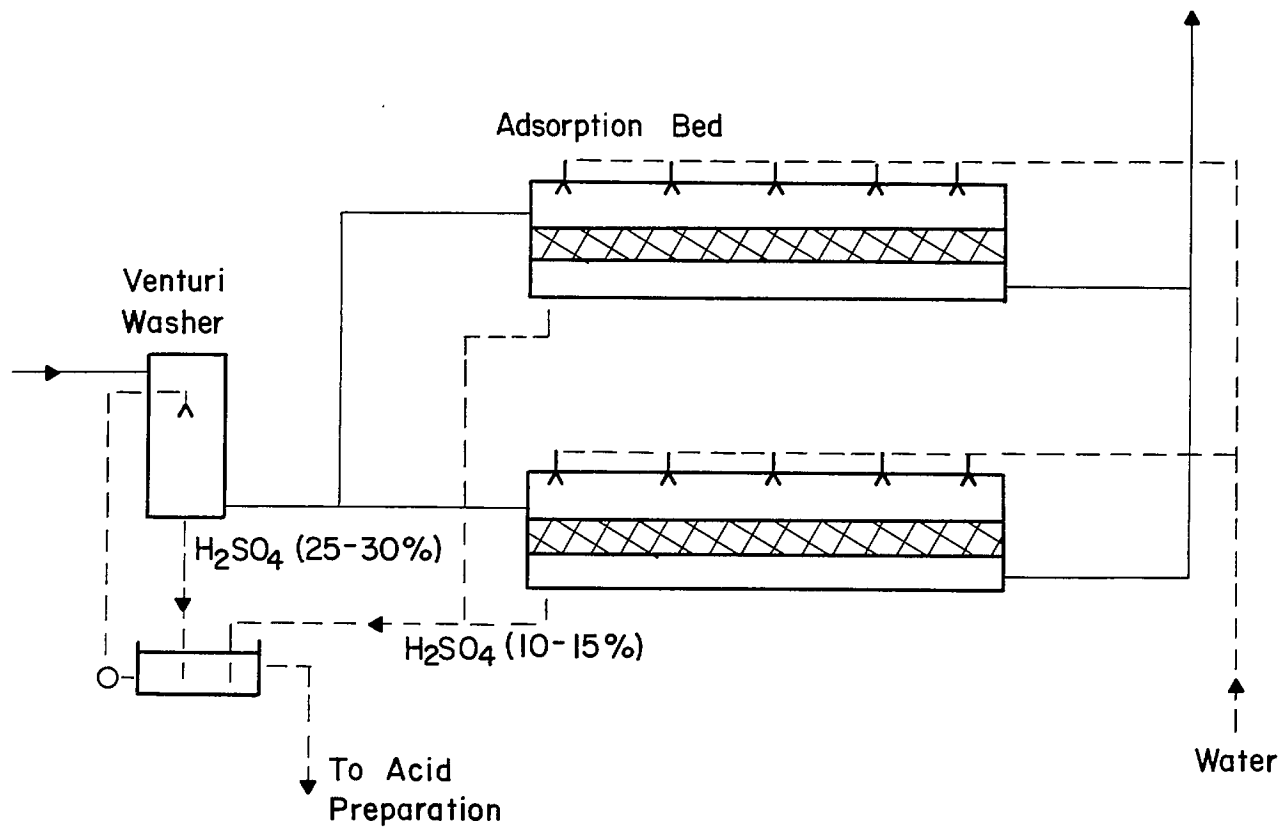 Adsorption Bed
Venturi
Washer
H₂SO₄ (25-30%)
H₂SO₄ (10-15%)
To Acid
Preparation
Water